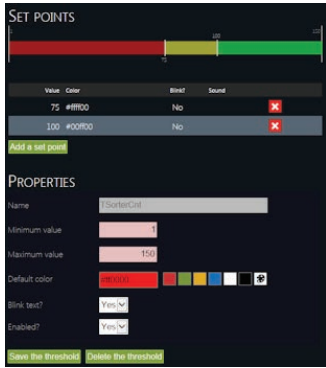 SET POINTS
100
75
Value Color Blink? Sound
75 #ffff00 No
100 #00ff00 No
Add a set point
PROPERTIES
Name TSorterCnt
Minimum value 1
Maximum value 150
Default color #ff0000
Blink text? Yes
Enabled? Yes
Save the threshold Delete the threshold